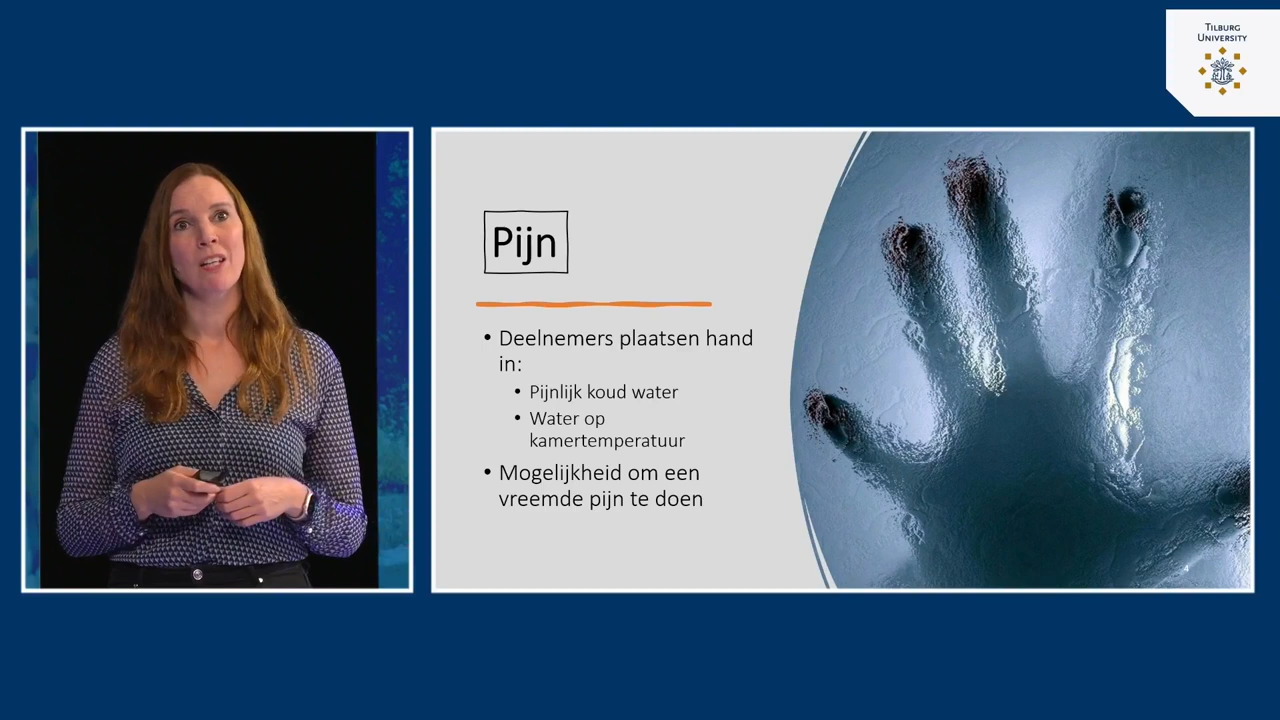 TILBURG
UNIVERSITY
Pijn
• Deelnemers plaatsen hand
in:
• Pijnlijk koud water
• Water op
kamertemperatuur
• Mogelijkheid om een
vreemde pijn te doen
4